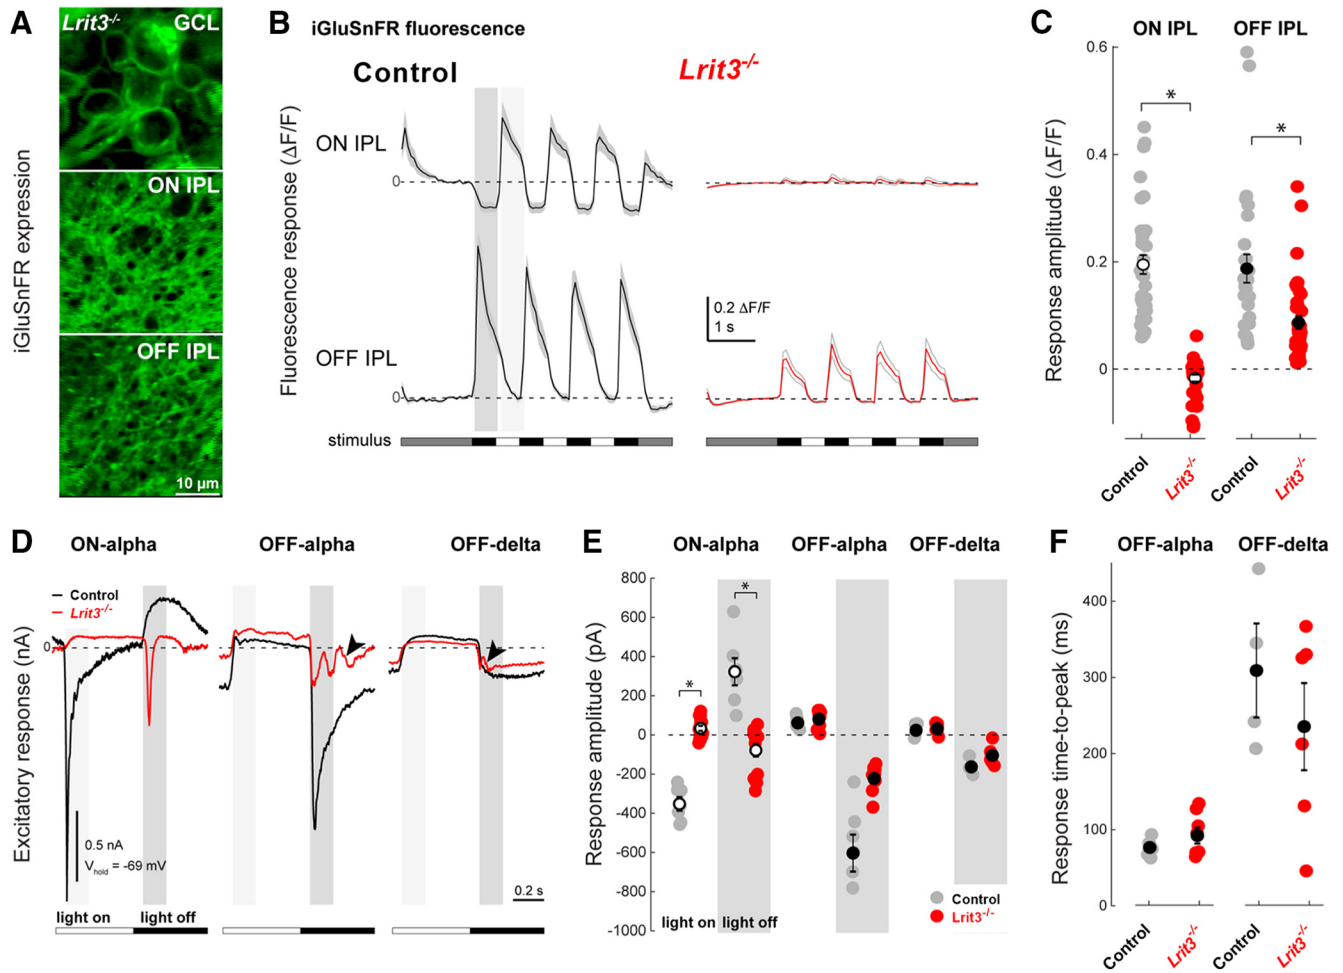 A
Lrit3-/- GCL
ON IPL
OFF IPL
10 µm
iGluSnFR expression
B
iGluSnFR fluorescence
Control
Lrit3-/-
Fluorescence response (ΔF/F)
ON IPL
0
OFF IPL
0
0.2 ΔF/F
1 s
stimulus
C
ON IPL OFF IPL
Response amplitude (ΔF/F)
0.6
0.4
0.2
0
*
*
Control
Lrit3-/-
Control
Lrit3-/-
D
ON-alpha OFF-alpha OFF-delta
Control
Lrit3-/-
Excitatory response (nA)
0
0.5 nA
Vhold = -69 mV
0.2 s
light on light off
E
ON-alpha OFF-alpha OFF-delta
Response amplitude (pA)
800
600
400
200
0
-200
-400
-600
-800
-1000
*
*
light on light off
Control
Lrit3-/-
F
OFF-alpha OFF-delta
Response time-to-peak (ms)
400
300
200
100
0
Control
Lrit3-/-
Control
Lrit3-/-